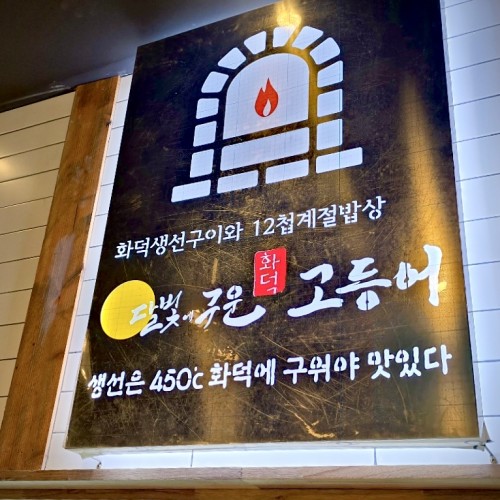 화덕생선구이와 12첩계절밥상
달빛에구운 화덕 고등어
생선은 450℃ 화덕에 구워야 맛있다